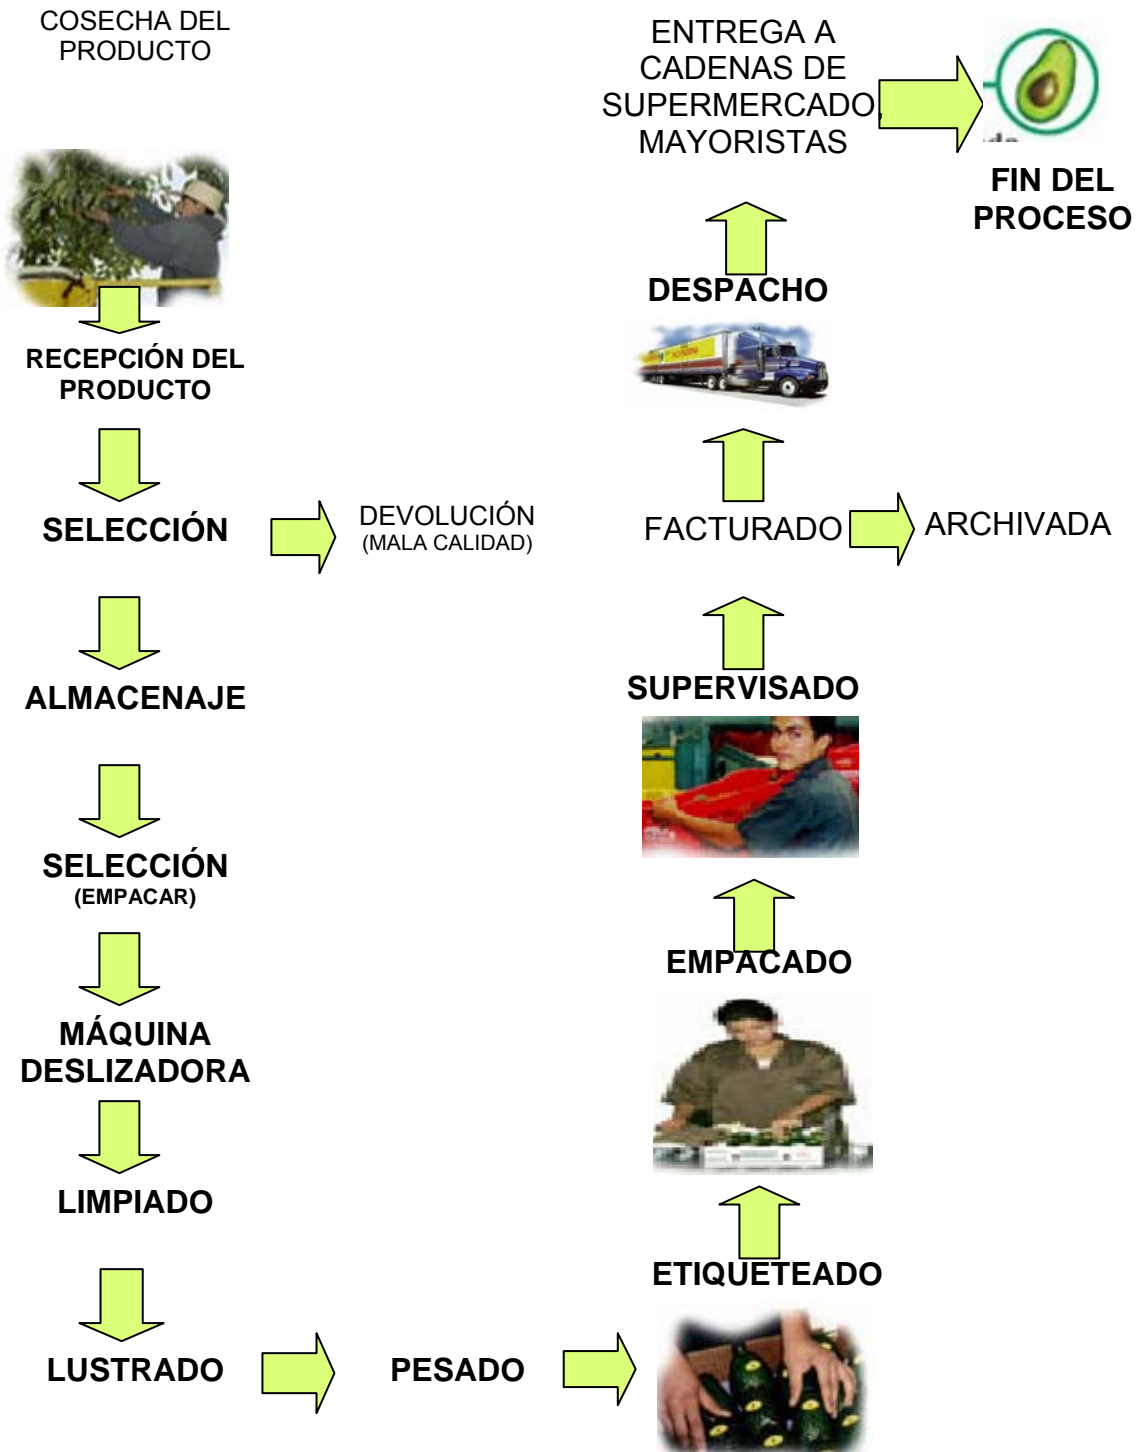 COSECHA DEL
PRODUCTO
RECEPCIÓN DEL
PRODUCTO
SELECCIÓN
DEVOLUCIÓN
(MALA CALIDAD)
ALMACENAJE
SELECCIÓN
(EMPACAR)
MÁQUINA
DESLIZADORA
LIMPIADO
LUSTRADO
PESADO
ETIQUETEADO
EMPACADO
SUPERVISADO
FACTURADO
ARCHIVADA
DESPACHO
ENTREGA A
CADENAS DE
SUPERMERCADO,
MAYORISTAS
FIN DEL
PROCESO